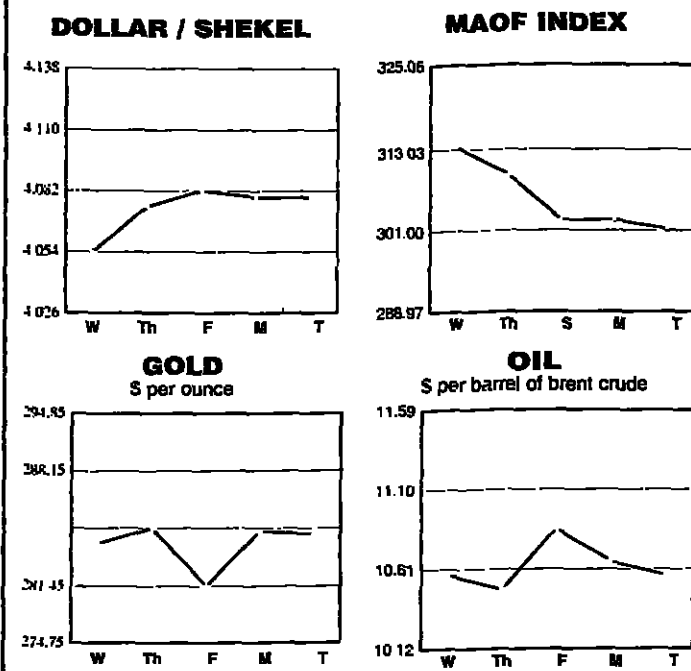 DOLLAR / SHEKEL
4.138
4.110
4.082
4.054
4 026
W Th F M T
MAOF INDEX
325.06
313 03
301.00
288.97
W Th S M T
GOLD
$ per ounce
294.85
288.15
274.75
W Th F M T
OIL
$ per barrel of brent crude
11.59
11.10
10.61
10 12
W Th F M T